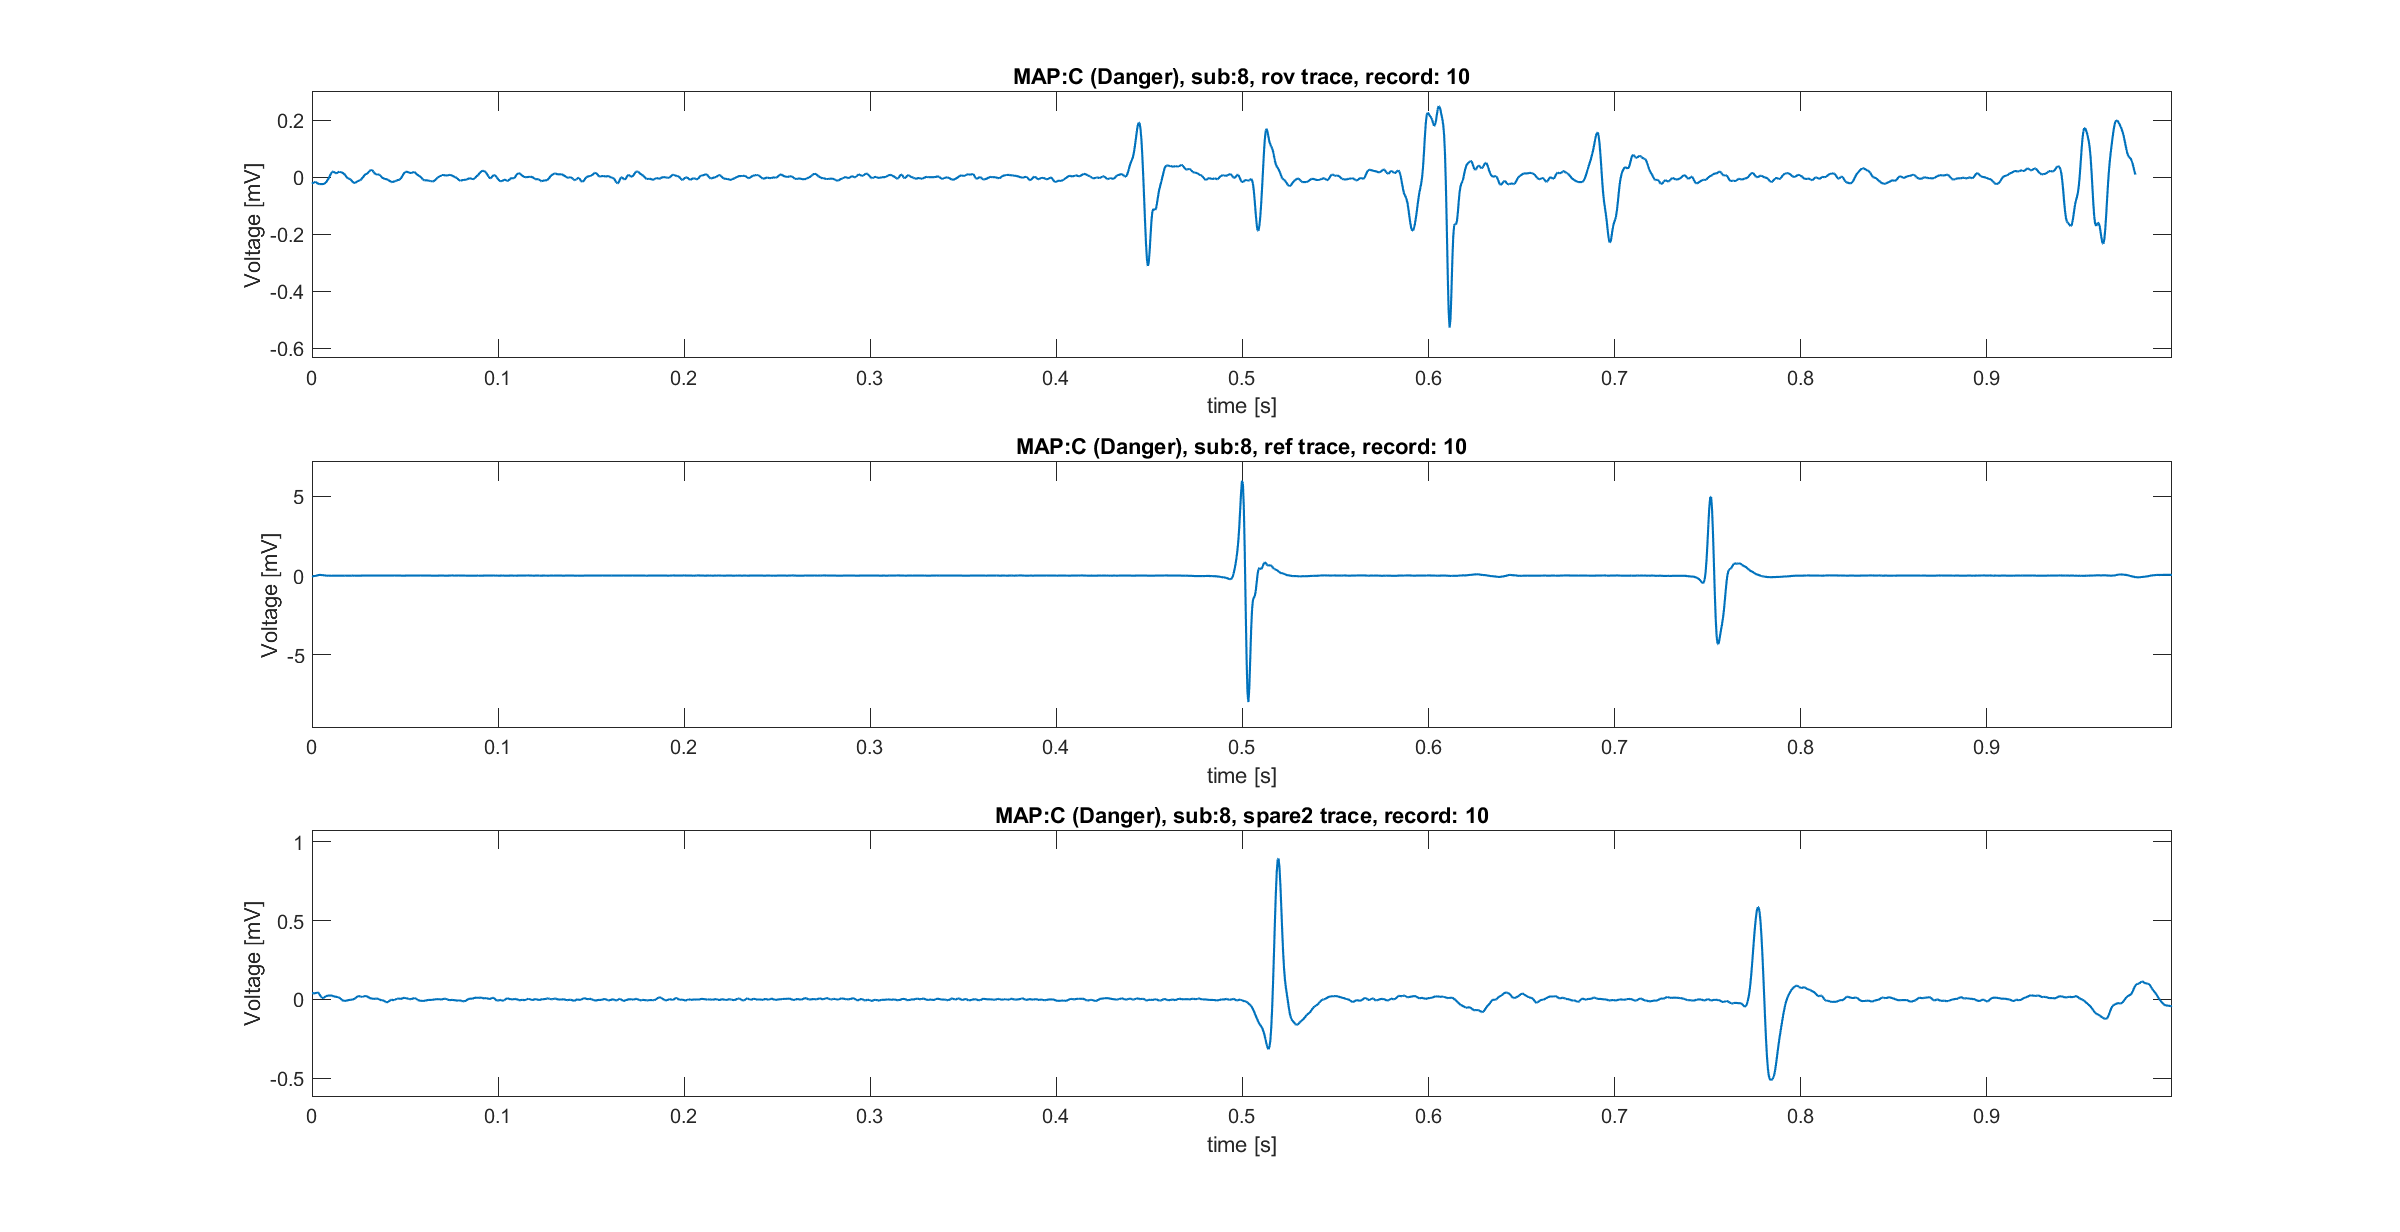 MAP:C (Danger), sub:8, rov trace, record: 10
0.2
0
-0.2
-0.4
-0.6
Voltage [mV]
0 0.1 0.2 0.3 0.4 0.5 0.6 0.7 0.8 0.9
time [s]
MAP:C (Danger), sub:8, ref trace, record: 10
5
0
-5
Voltage [mV]
0 0.1 0.2 0.3 0.4 0.5 0.6 0.7 0.8 0.9
time [s]
MAP:C (Danger), sub:8, spare2 trace, record: 10
1
0.5
0
-0.5
Voltage [mV]
0 0.1 0.2 0.3 0.4 0.5 0.6 0.7 0.8 0.9
time [s]